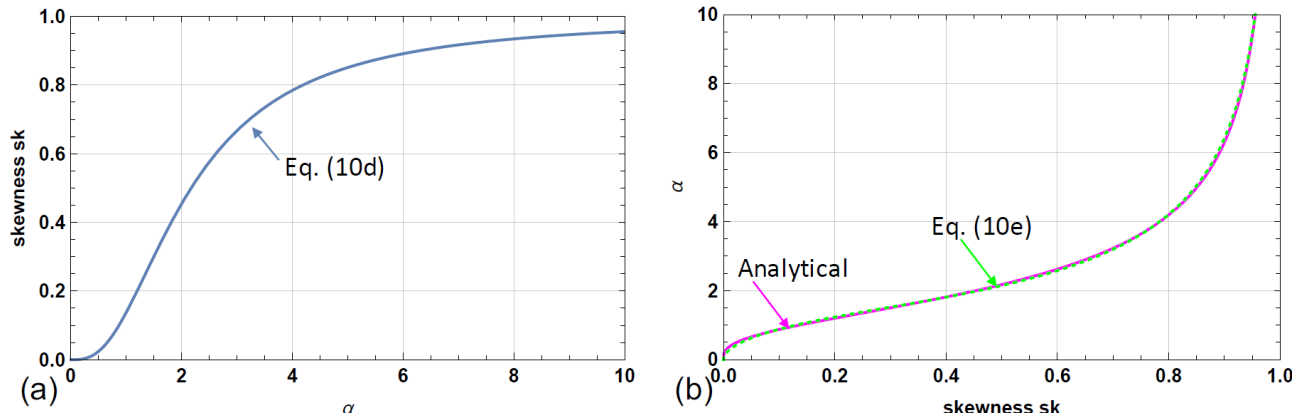 1.0
0.8
0.6
0.4
0.2
0.0
skewness sk
Eq. (10d)
0 2 4 6 8 10
α
(a)
10
8
6
4
2
0
α
Eq. (10e)
Analytical
0.0 0.2 0.4 0.6 0.8 1.0
skewness sk
(b)